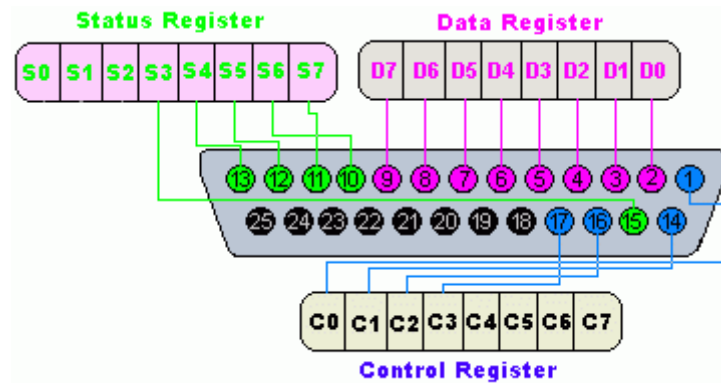 Status Register Data Register
S0 S1 S2 S3 S4 S5 S6 S7 D7 D6 D5 D4 D3 D2 D1 D0
13 12 11 10 9 8 7 6 5 4 3 2 1
25 24 23 22 21 20 19 18 17 16 15 14
C0 C1 C2 C3 C4 C5 C6 C7
Control Register